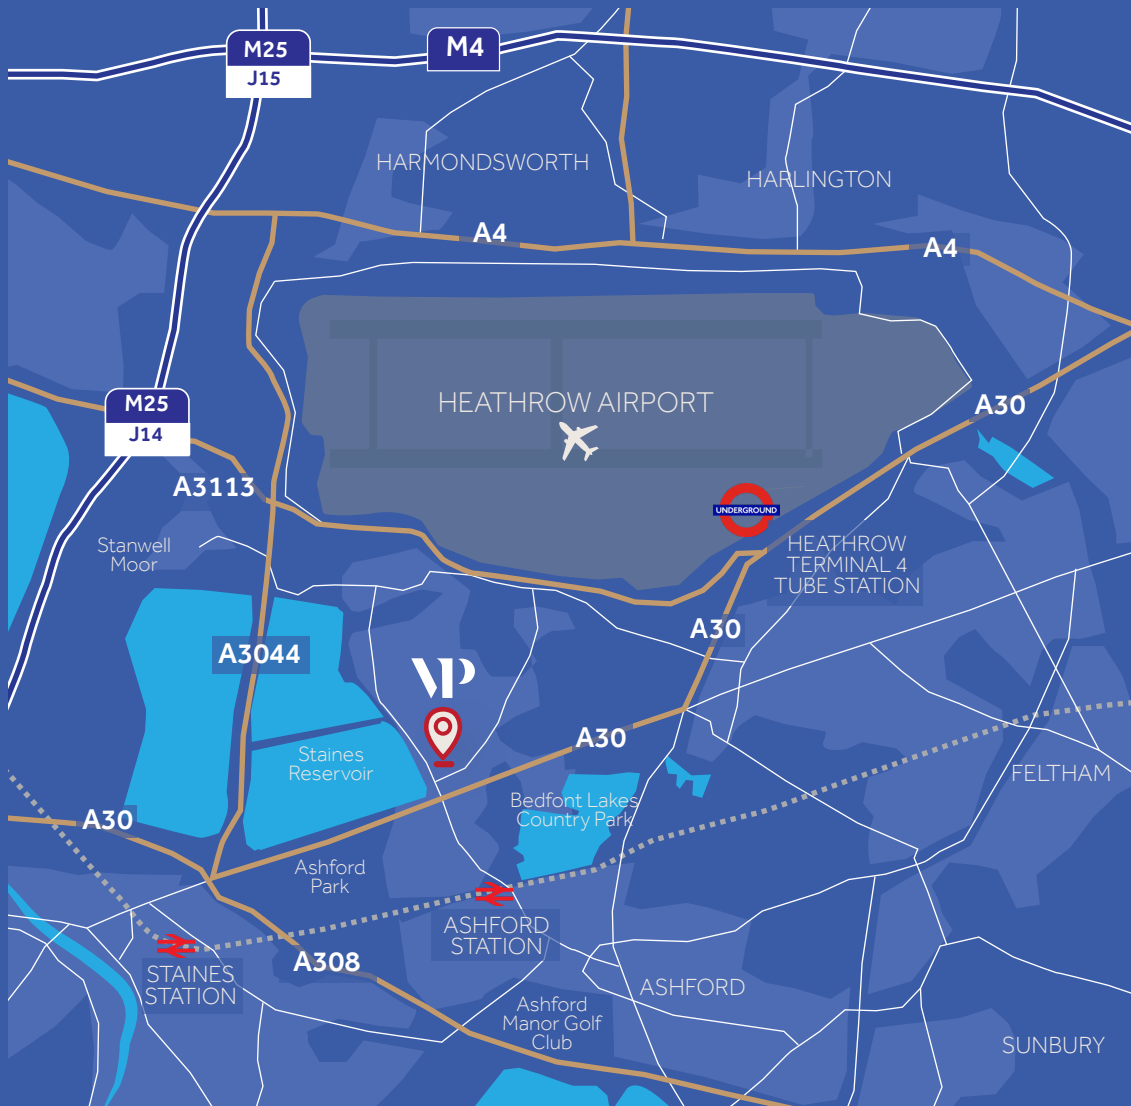 M25
J15
M4
HARMONDSWORTH
HARLINGTON
A4
A4
HEATHROW AIRPORT
M25
J14
A30
A3113
UNDERGROUND
Stanwell
Moor
HEATHROW
TERMINAL 4
TUBE STATION
A30
A3044
VP
A30
Staines
Reservoir
FELTHAM
Bedfont Lakes
Country Park
A30
Ashford
Park
ASHFORD
STATION
A308
STAINES
STATION
ASHFORD
Ashford
Manor Golf
Club
SUNBURY